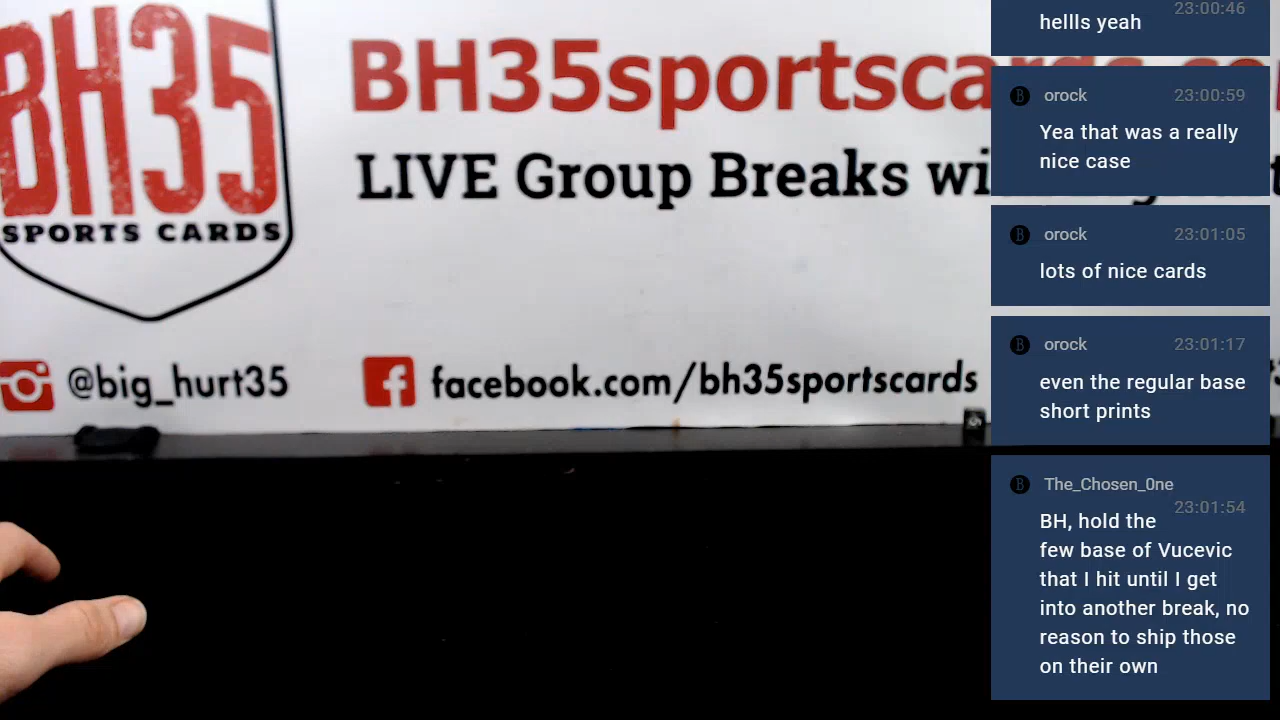 BH35
SPORTS CARDS
BH35sportsca
LIVE Group Breaks
@big_hurt35
facebook.com/bh35sportscards
23:00:46
hellls yeah
orock 23:00:59
Yea that was a really
nice case
orock 23:01:05
lots of nice cards
orock 23:01:17
even the regular base
short prints
The_Chosen_0ne
23:01:54
BH, hold the
few base of Vucevic
that I hit until I get
into another break, no
reason to ship those
on their own